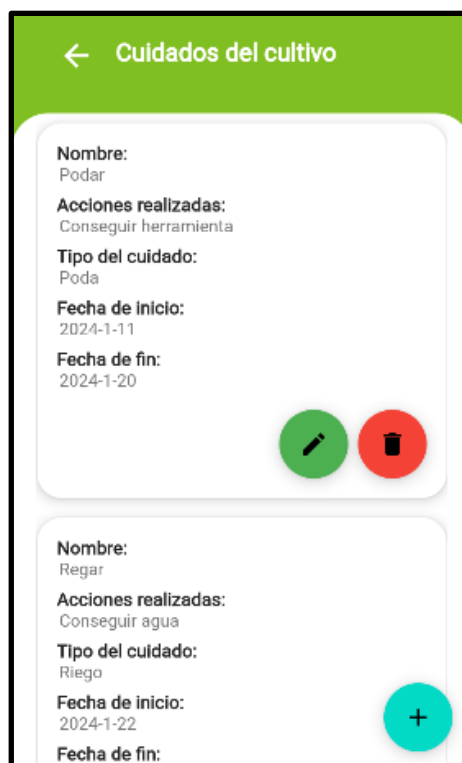 Cuidados del cultivo
Nombre:
Podar
Acciones realizadas:
Conseguir herramienta
Tipo del cuidado:
Poda
Fecha de inicio:
2024-1-11
Fecha de fin:
2024-1-20
Nombre:
Regar
Acciones realizadas:
Conseguir agua
Tipo del cuidado:
Riego
Fecha de inicio:
2024-1-22
Fecha de fin: